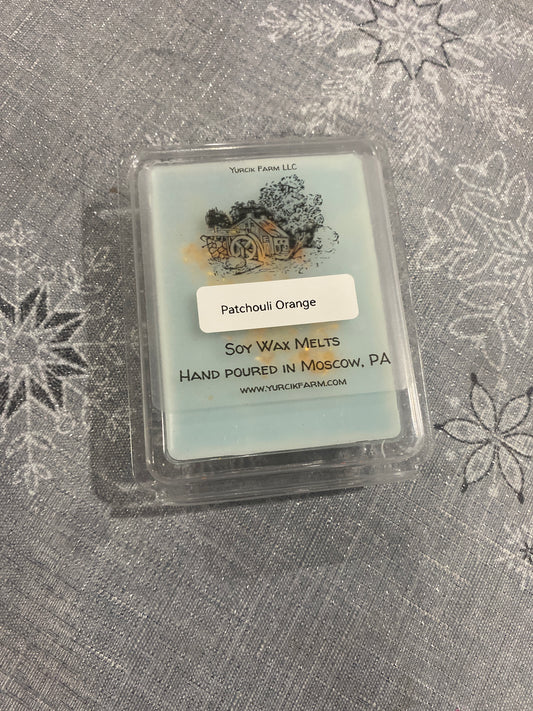 Yurcik Farm LLC
Patchouli Orange
Soy Wax Melts
Hand poured in Moscow, PA
www.yurcikfarm.com